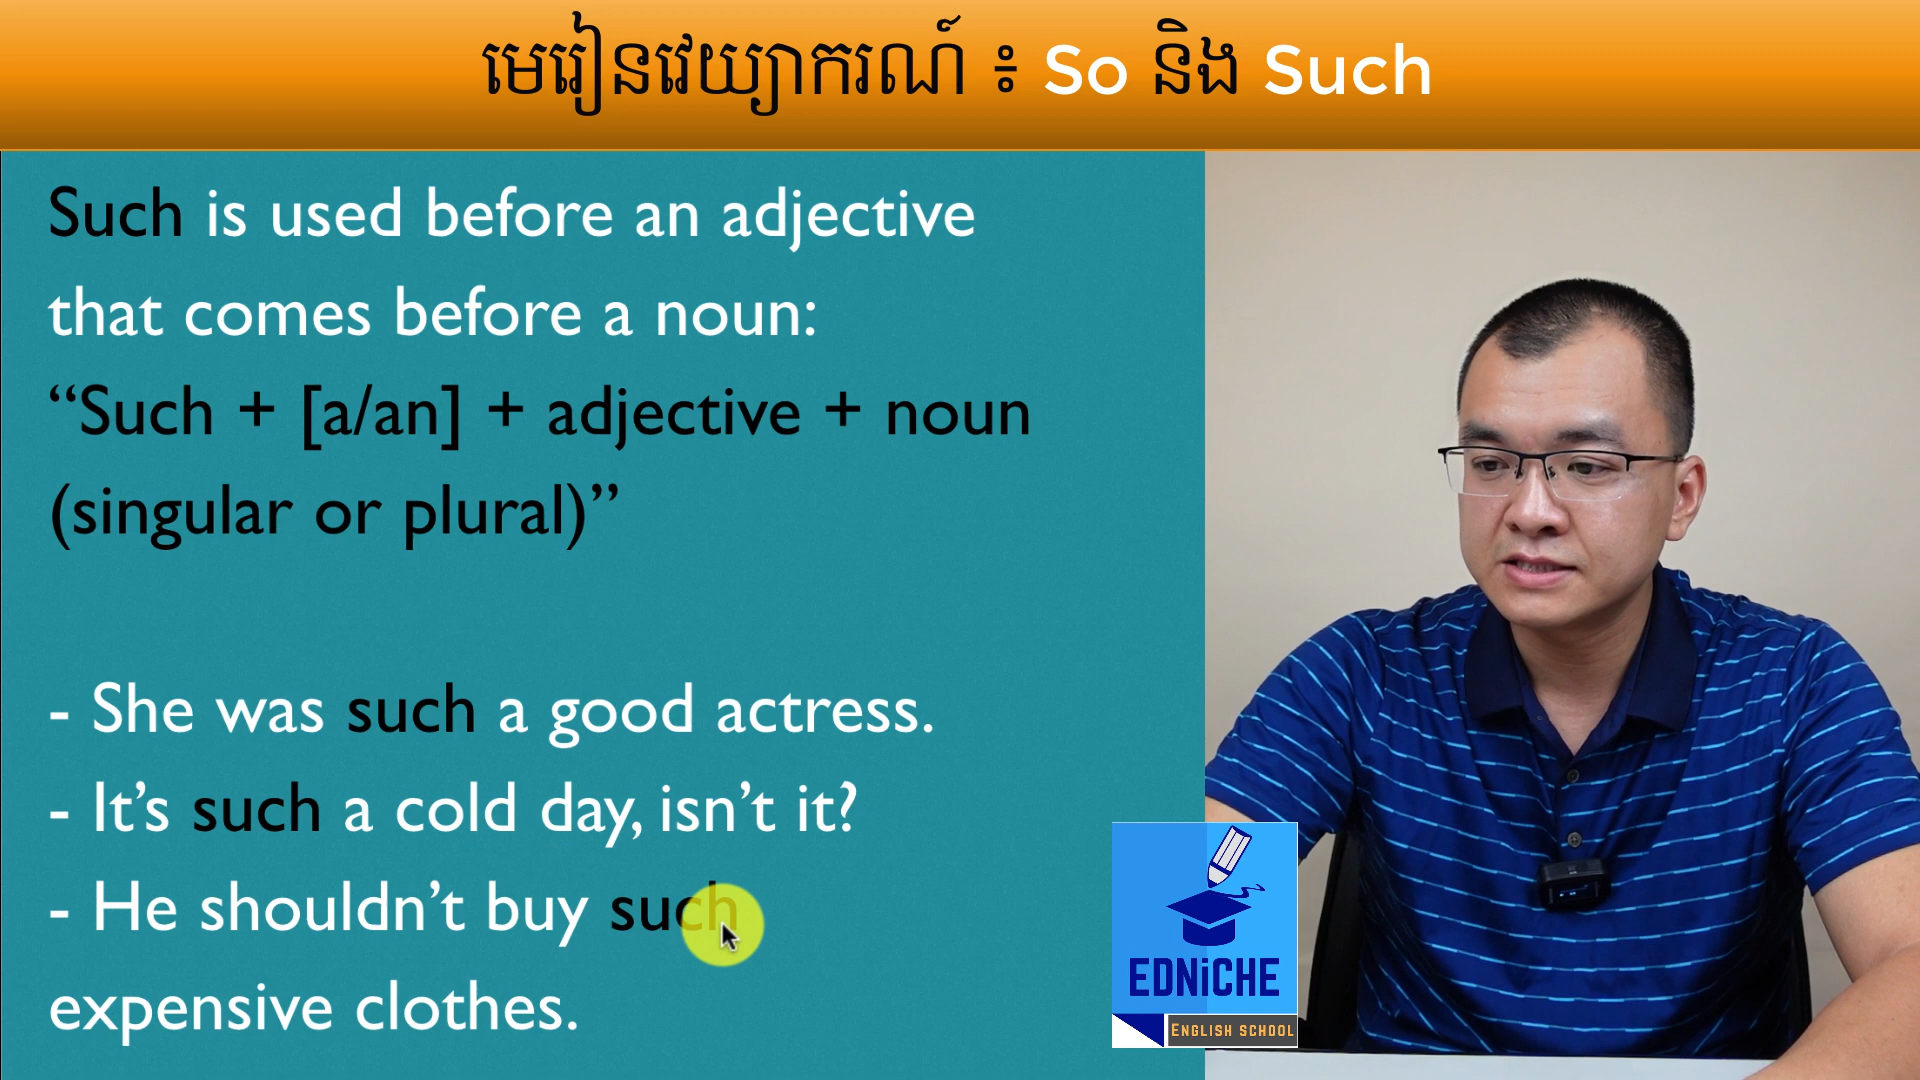 មេរៀនវេយ្យាករណ៍ ៖ So និង Such
Such is used before an adjective
that comes before a noun:
“Such + [a/an] + adjective + noun
(singular or plural)”
- She was such a good actress.
- It’s such a cold day, isn’t it?
- He shouldn’t buy such
expensive clothes.
EDNiCHE
ENGLISH SCHOOL